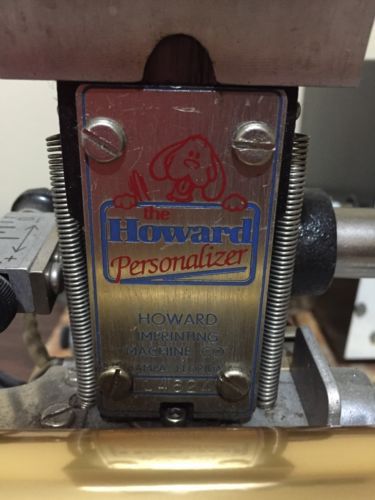 the
Howard
Personalizer
HOWARD
IMPRINTING
MACHINE CO
TAMPA, FLORIDA